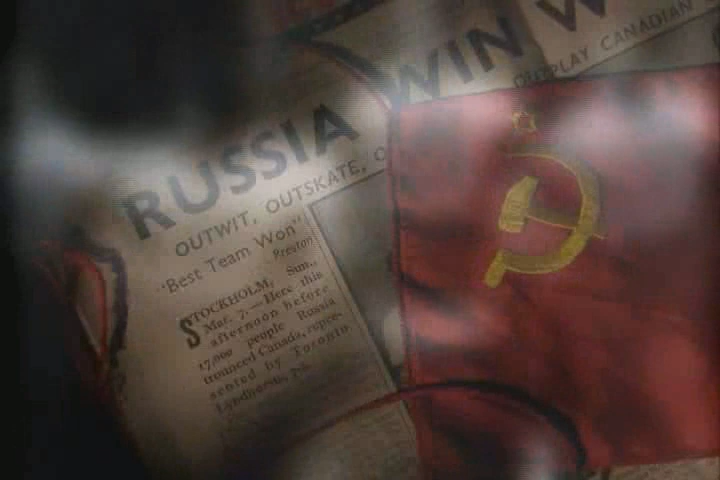 RUSSIA WIN W
OUTPLAY CANADIAN
OUTWIT, OUTSKATE, O
"Best Team Won"
Preston
STOCKHOLM, Sun.,
Mar. 7.—Here this
afternoon before
17,000 people Russia
trounced Canada, repre-
sented by Toronto
Lyndhursts, 7-2.